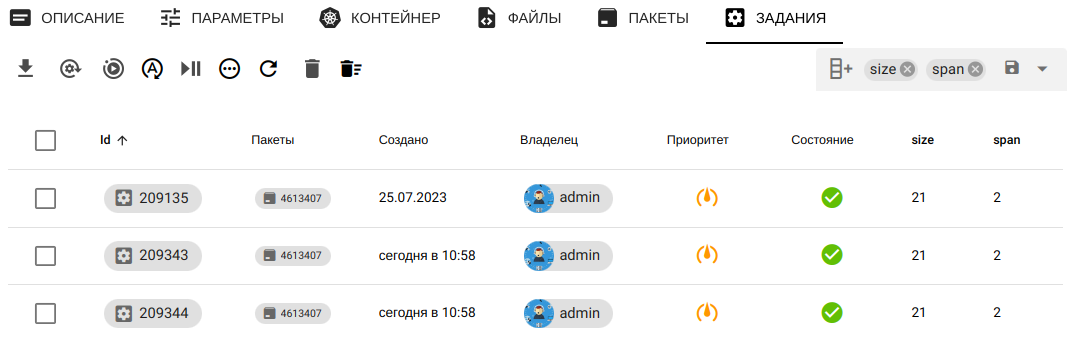 ОПИСАНИЕ ПАРАМЕТРЫ КОНТЕЙНЕР ФАЙЛЫ ПАКЕТЫ ЗАДАНИЯ
size span
Id Пакеты Создано Владелец Приоритет Состояние size span
209135 4613407 25.07.2023 admin 21 2
209343 4613407 сегодня в 10:58 admin 21 2
209344 4613407 сегодня в 10:58 admin 21 2